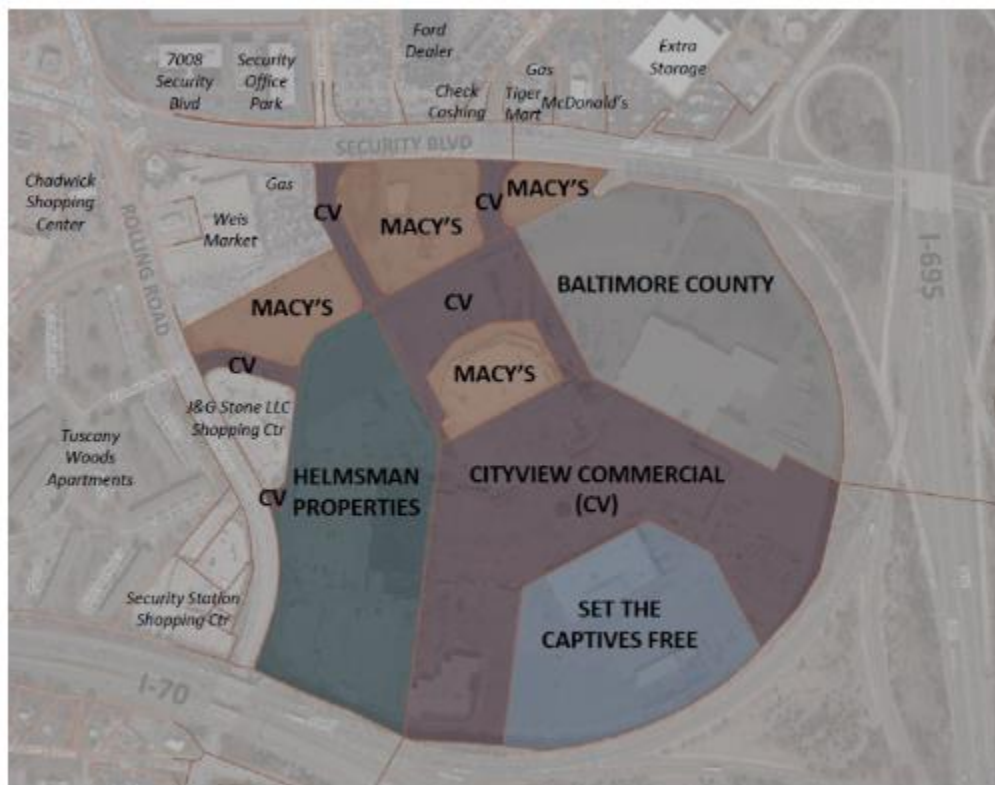 Ford
Dealer
7008
Security
Blvd
Security
Office
Park
Extra
Storage
Check
Cashing
Gas
Tiger
Mart
McDonald's
SECURITY BLVD
Chadwick
Shopping
Center
Gas
ROLLING ROAD
Weis
Market
CV
MACY'S
CV
MACY'S
I-695
BALTIMORE COUNTY
MACY'S
CV
CV
MACY'S
J&G Stone LLC
Shopping Ctr
Tuscany
Woods
Apartments
HELMSMAN
PROPERTIES
CV
CITYVIEW COMMERCIAL
(CV)
Security Station
Shopping Ctr
SET THE
CAPTIVES FREE
I-70